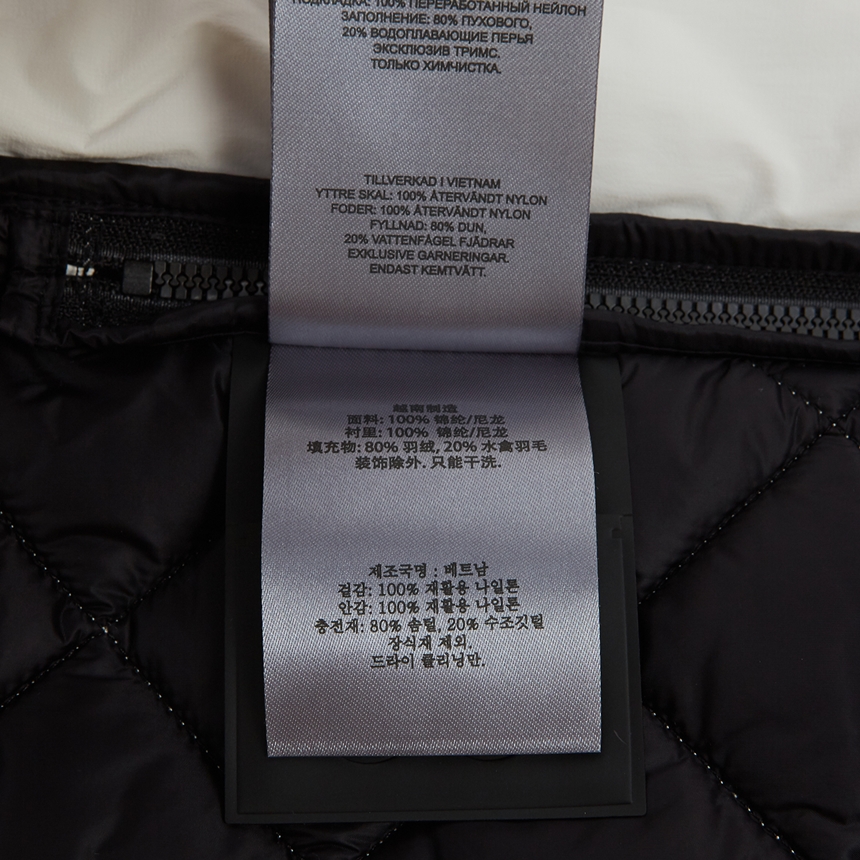 ПОДКЛАДКА: 100% ПЕРЕРАБОТАННЫЙ НЕЙЛОН
ЗАПОЛНЕНИЕ: 80% ПУХОВОГО,
20% ВОДОПЛАВАЮЩИЕ ПЕРЬЯ
ЭКСКЛЮЗИВ ТРИМС.
ТОЛЬКО ХИМЧИСТКА.
TILLVERKAD I VIETNAM
YTTRE SKAL: 100% ÅTERVÄNDT NYLON
FODER: 100% ÅTERVÄNDT NYLON
FYLLNAD: 80% DUN,
20% VATTENFÅGEL FJÄDRAR
EXKLUSIVE GARNERINGAR.
ENDAST KEMTVÄTT.
越南制造
面料: 100% 锦纶/尼龙
衬里: 100% 锦纶/尼龙
填充物: 80% 羽绒, 20% 水禽羽毛
装饰除外. 只能干洗.
제조국명 : 베트남
겉감: 100% 재활용 나일론
안감: 100% 재활용 나일론
충전재: 80% 솜털, 20% 수조깃털
장식재 제외.
드라이 클리닝만.